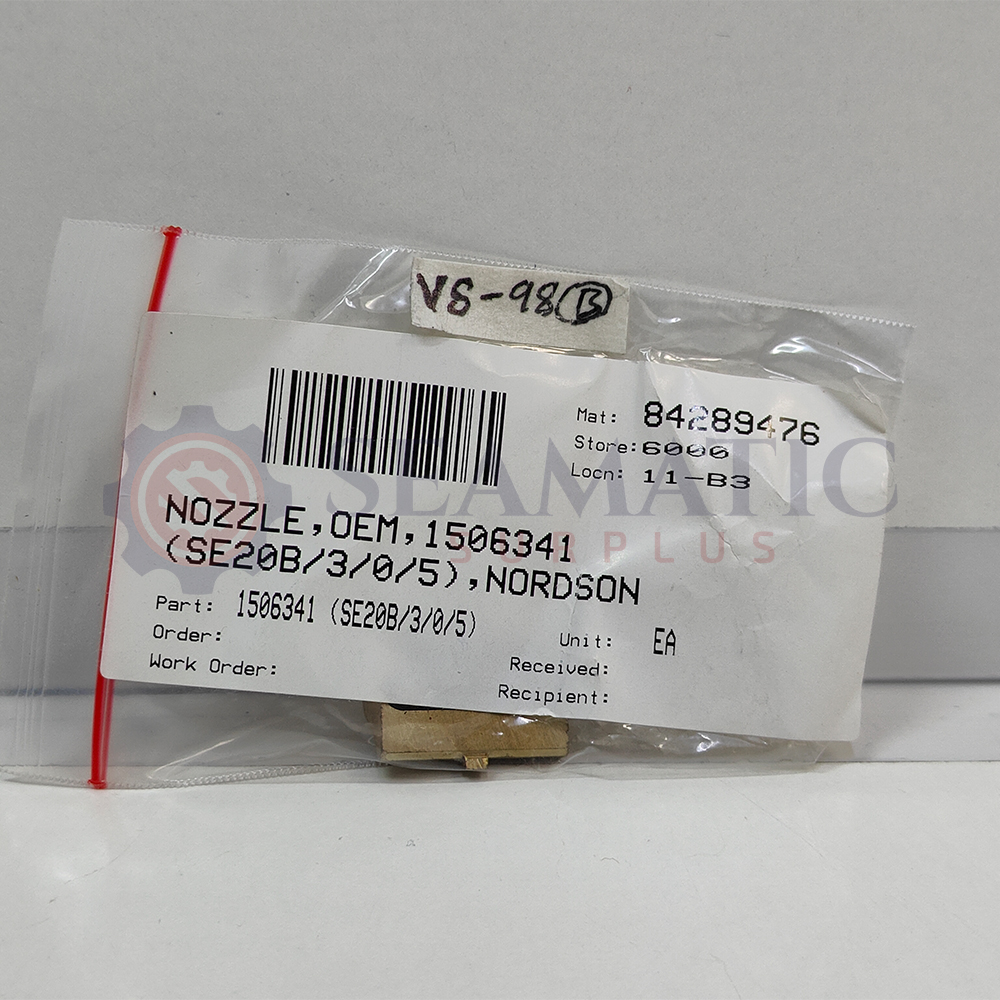 VS-98(B)
Mat: 84289476
Store:6000
Locn: 11-B3
SEAMATIC
SURPLUS
NOZZLE,OEM,1506341
(SE20B/3/0/5),NORDSON
Part: 1506341 (SE20B/3/0/5)
Unit: EA
Order:
Received:
Work Order:
Recipient: